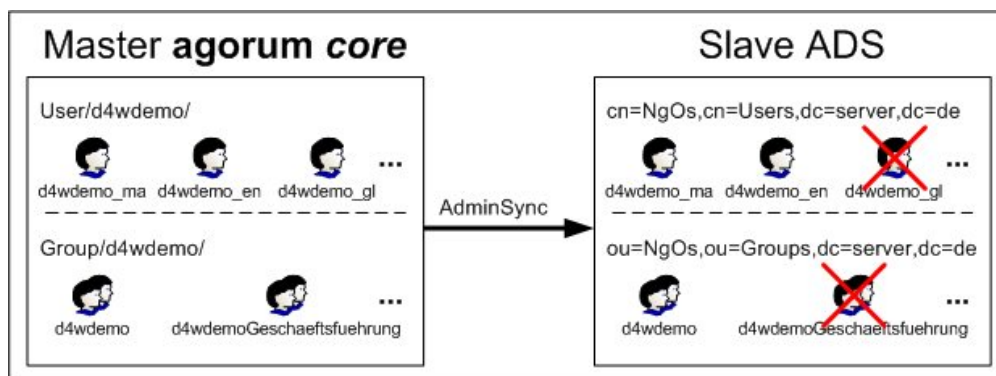 Master agorum core
User/d4wdemo/
d4wdemo_ma d4wdemo_en d4wdemo_gl ...
Group/d4wdemo/
d4wdemo d4wdemoGeschaeftsfuehrung ...
AdminSync
Slave ADS
cn=NgOs,cn=Users,dc=server,dc=de
d4wdemo_ma d4wdemo_en d4wdemo_gl ...
ou=NgOs,ou=Groups,dc=server,dc=de
d4wdemo d4wdemoGeschaeftsfuehrung ...